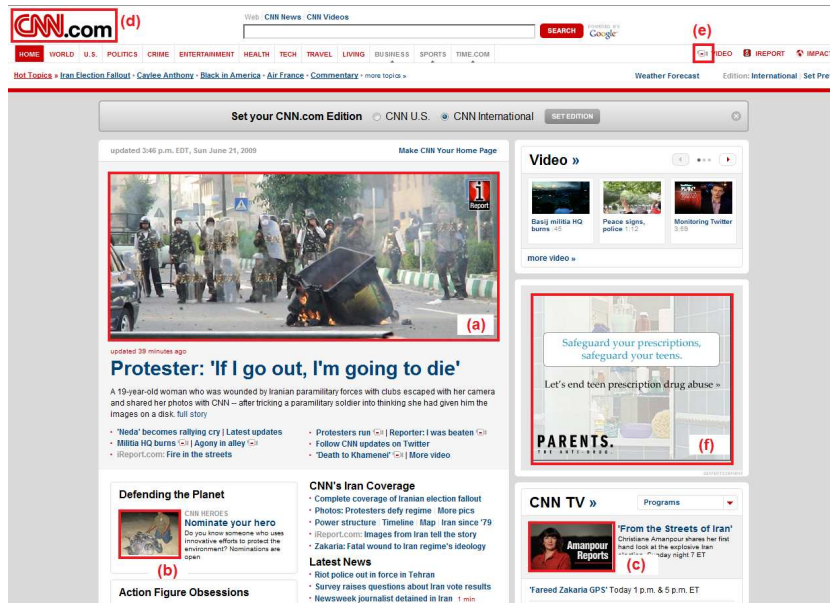 CNN.com
(d)
Web CNN News CNN Videos
SEARCH
POWERED BY
Google
(e)
HOME WORLD U.S. POLITICS CRIME ENTERTAINMENT HEALTH TECH TRAVEL LIVING BUSINESS SPORTS TIME.COM
VIDEO IREPORT IMPACT
Hot Topics » Iran Election Fallout • Caylee Anthony • Black in America • Air France • Commentary • more topics »
Weather Forecast Edition: International Set Pre
Set your CNN.com Edition CNN U.S. CNN International SET EDITION
updated 3:46 p.m. EDT, Sun June 21, 2009
Make CNN Your Home Page
i
Report
(a)
updated 39 minutes ago
Protester: 'If I go out, I'm going to die'
A 19-year-old woman who was wounded by Iranian paramilitary forces with clubs escaped with her camera
and shared her photos with CNN -- after tricking a paramilitary soldier into thinking she had given him the
images on a disk. full story
• 'Neda' becomes rallying cry | Latest updates
• Militia HQ burns | Agony in alley
• iReport.com: Fire in the streets
• Protesters run | Reporter: I was beaten
• Follow CNN updates on Twitter
• 'Death to Khamenei' | More video
Defending the Planet
CNN HEROES
Nominate your hero
Do you know someone who uses
innovative efforts to protect the
environment? Nominations are
open
(b)
Action Figure Obsessions
CNN's Iran Coverage
• Complete coverage of Iranian election fallout
• Photos: Protesters defy regime More pics
• Power structure Timeline Map Iran since '79
• iReport.com: Images from Iran tell the story
• Zakaria: Fatal wound to Iran regime's ideology
Latest News
• Riot police out in force in Tehran
• Survey raises questions about Iran vote results
• Newsweek journalist detained in Iran 1 min
Video »
Basij militia HQ
burns :45
Peace signs,
police 1:12
Monitoring Twitter
3:59
more video »
Safeguard your prescriptions,
safeguard your teens.
Let's end teen prescription drug abuse »
PARENTS.
THE ANTI-DRUG.
(f)
ADVERTISEMENT
CNN TV »
Programs
Amanpour
Reports
(c)
'From the Streets of Iran'
Christiane Amanpour shares her first
hand look at the explosive Iran
Sunday night 7 ET
'Fareed Zakaria GPS' Today 1 p.m. & 5 p.m. ET